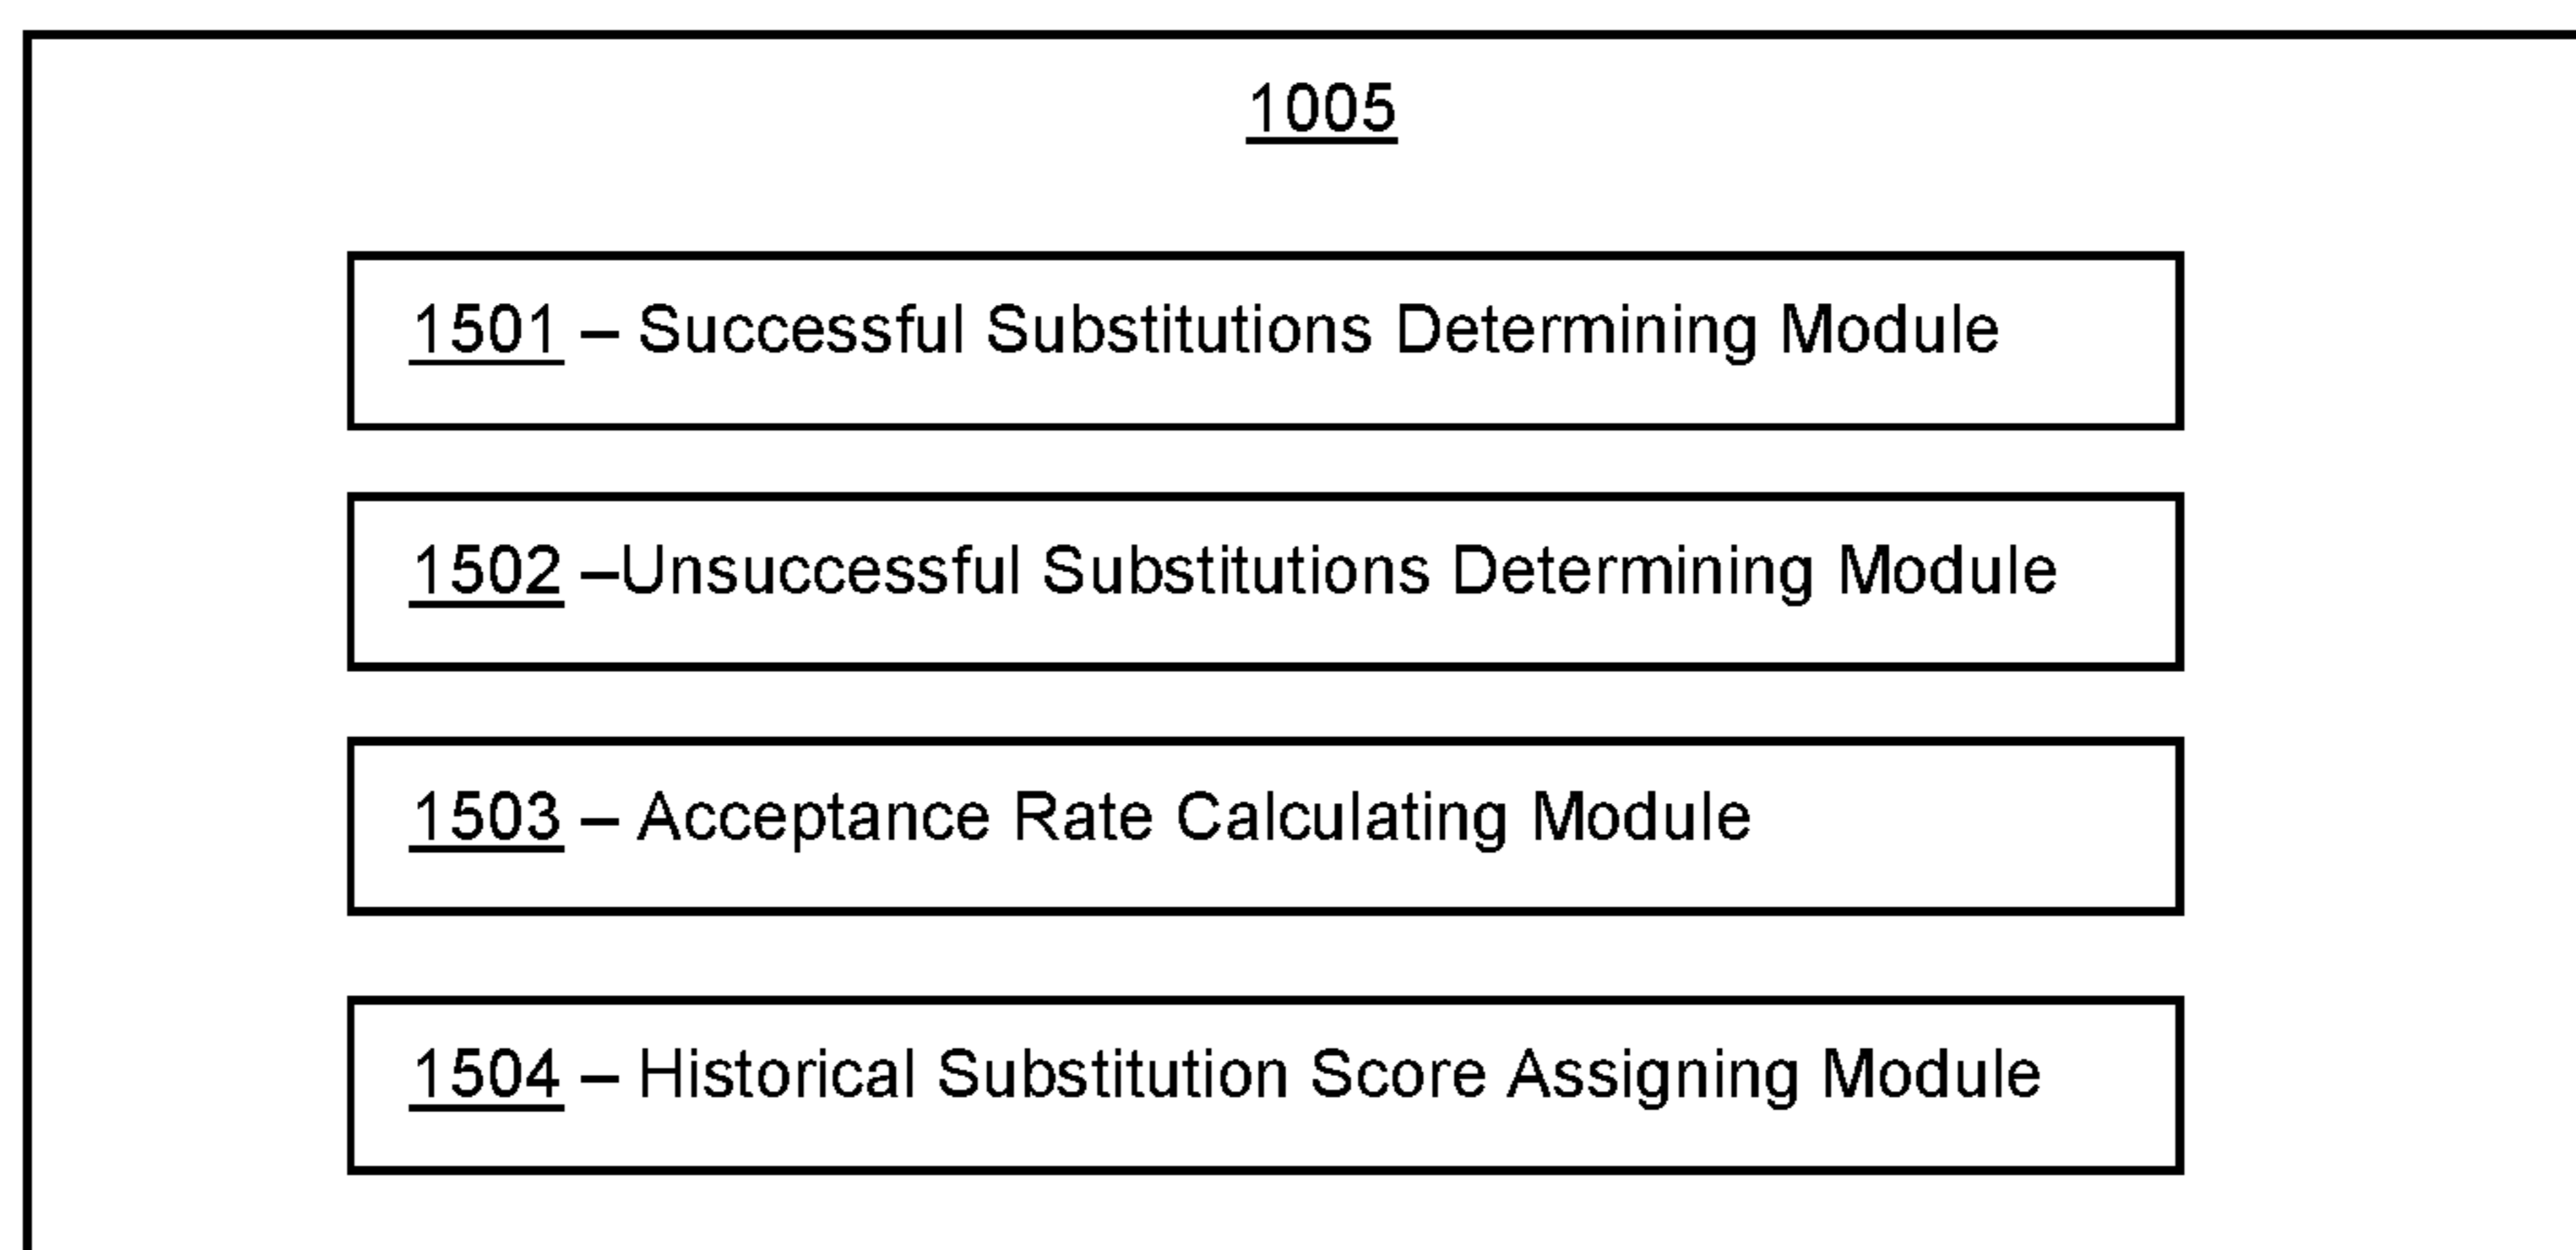 1005
1501 – Successful Substitutions Determining Module
1502 –Unsuccessful Substitutions Determining Module
1503 – Acceptance Rate Calculating Module
1504 – Historical Substitution Score Assigning Module